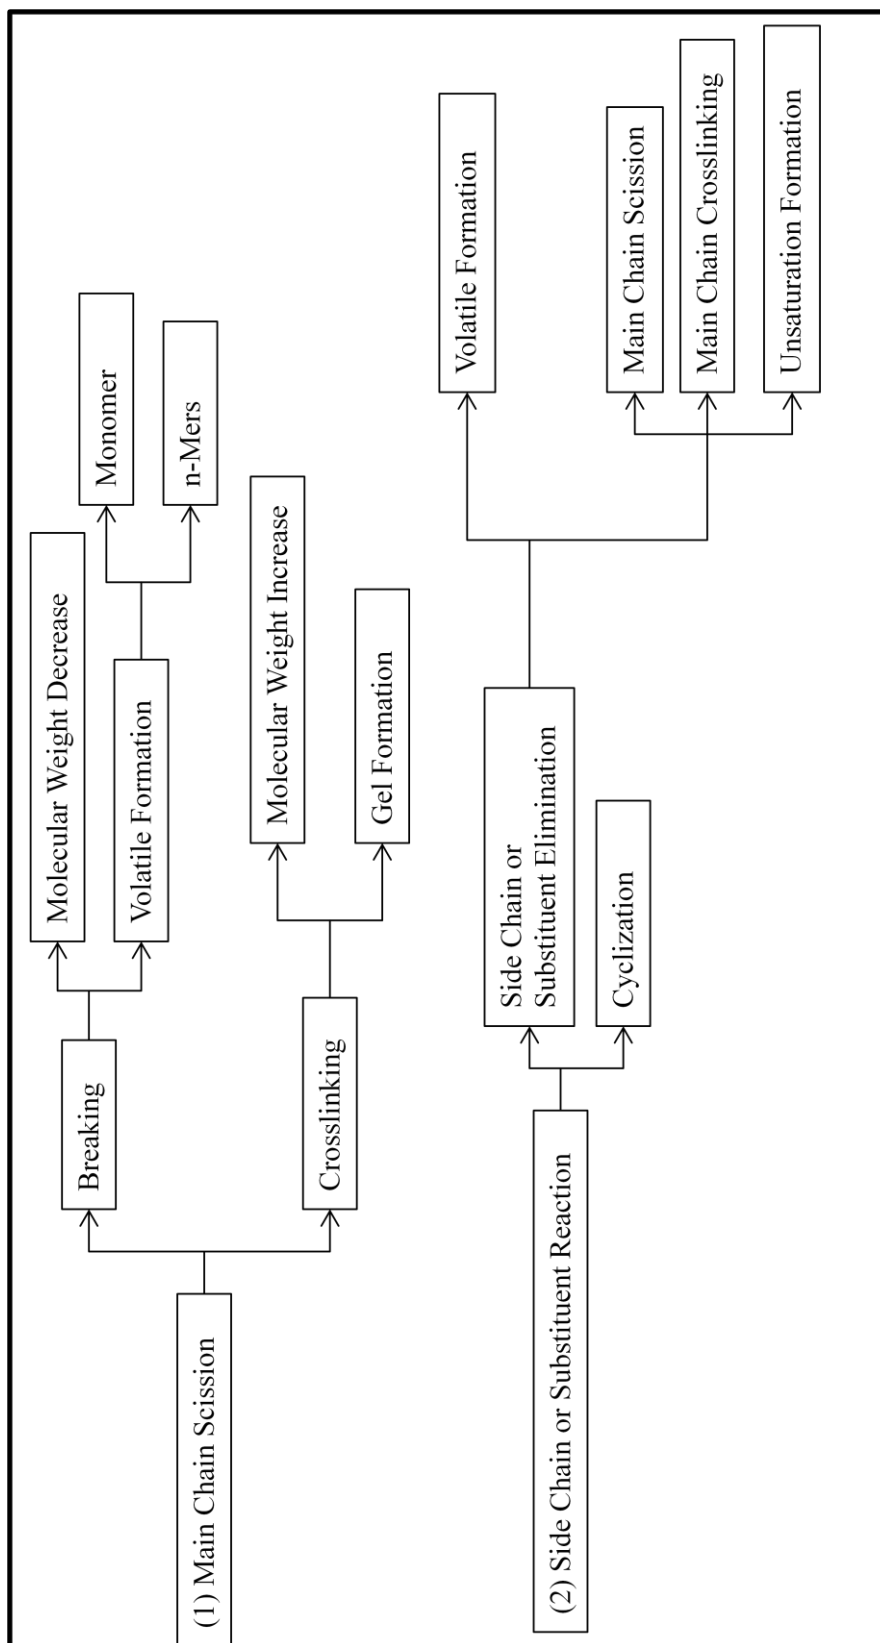 (1) Main Chain Scission
Breaking
Molecular Weight Decrease
Volatile Formation
Monomer
n-Mers
Crosslinking
Molecular Weight Increase
Gel Formation
(2) Side Chain or Substituent Reaction
Side Chain or
Substituent Elimination
Volatile Formation
Main Chain Scission
Main Chain Crosslinking
Unsaturation Formation
Cyclization